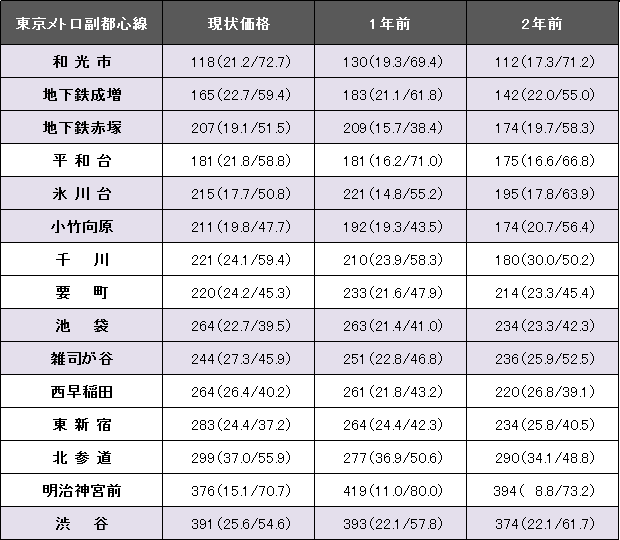 東京メトロ副都心線 現状価格 1年前 2年前
和光市 118(21.2/72.7) 130(19.3/69.4) 112(17.3/71.2)
地下鉄成増 165(22.7/59.4) 183(21.1/61.8) 142(22.0/55.0)
地下鉄赤塚 207(19.1/51.5) 209(15.7/38.4) 174(19.7/58.3)
平和台 181(21.8/58.8) 181(16.2/71.0) 175(16.6/66.8)
氷川台 215(17.7/50.8) 221(14.8/55.2) 195(17.8/63.9)
小竹向原 211(19.8/47.7) 192(19.3/43.5) 174(20.7/56.4)
千川 221(24.1/59.4) 210(23.9/58.3) 180(30.0/50.2)
要町 220(24.2/45.3) 233(21.6/47.9) 214(23.3/45.4)
池袋 264(22.7/39.5) 263(21.4/41.0) 234(23.3/42.3)
雑司が谷 244(27.3/45.9) 251(22.8/46.8) 236(25.9/52.5)
西早稲田 264(26.4/40.2) 261(21.8/43.2) 220(26.8/39.1)
東新宿 283(24.4/37.2) 264(24.4/42.3) 234(25.8/40.5)
北参道 299(37.0/55.9) 277(36.9/50.6) 290(34.1/48.8)
明治神宮前 376(15.1/70.7) 419(11.0/80.0) 394( 8.8/73.2)
渋谷 391(25.6/54.6) 393(22.1/57.8) 374(22.1/61.7)